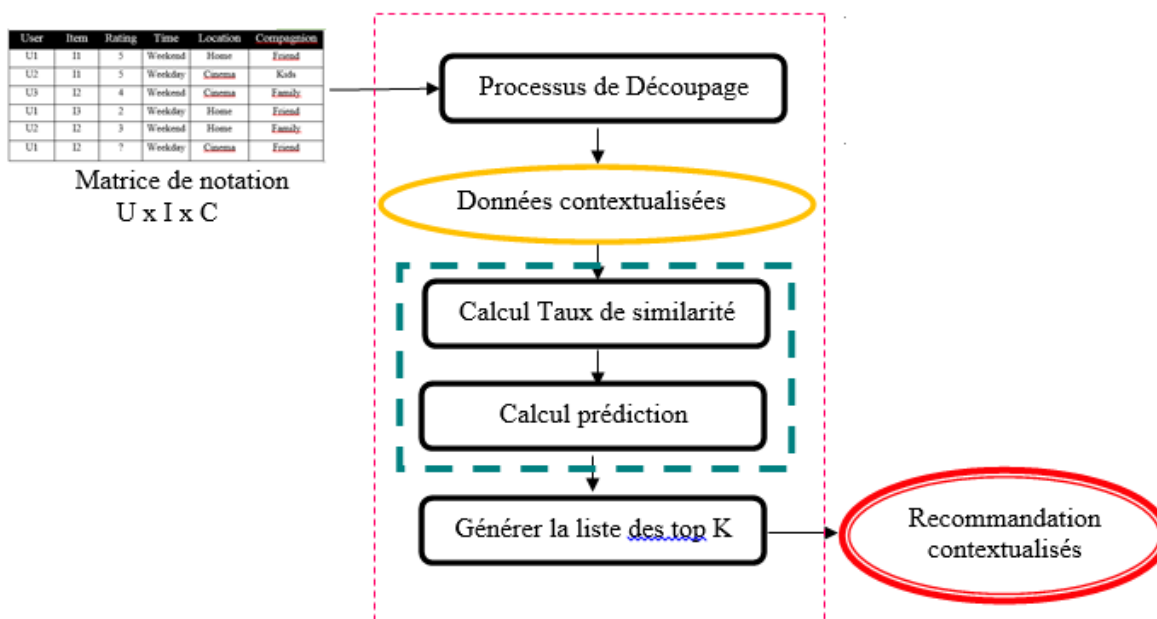 User Item Rating Time Location Compagnion
U1 I1 5 Weekend Home Friend
U2 I1 5 Weekday Cinema Kids
U3 I2 4 Weekend Cinema Family
U1 I3 2 Weekday Home Friend
U2 I2 3 Weekend Home Family
U1 I2 ? Weekday Cinema Friend
Matrice de notation
U x I x C
Processus de Découpage
Données contextualisées
Calcul Taux de similarité
Calcul prédiction
Générer la liste des top K
Recommandation
contextualisés